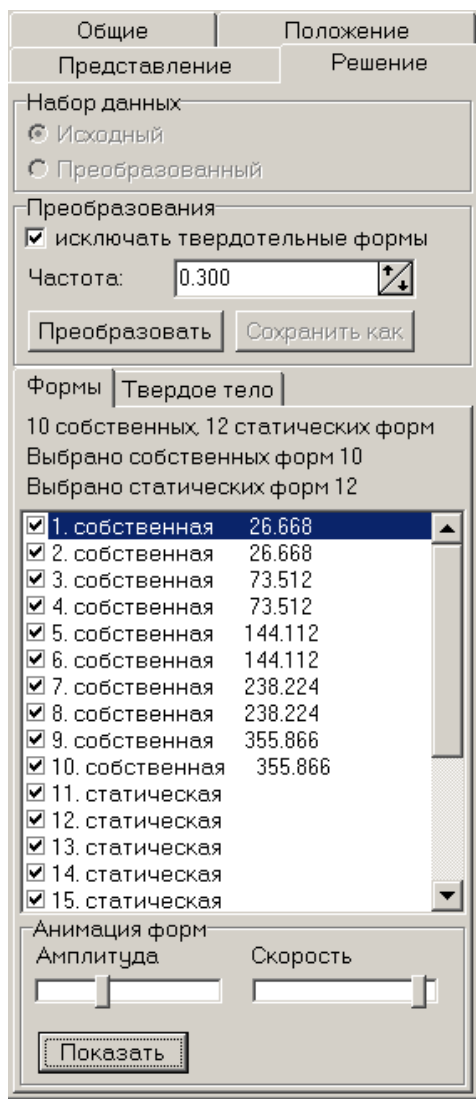 Общие Положение
Представление Решение
Набор данных
Исходный
Преобразованный
Преобразования
исключать твердотельные формы
Частота: 0.300
Преобразовать Сохранить как
Формы Твердое тело
10 собственных, 12 статических форм
Выбрано собственных форм 10
Выбрано статических форм 12
1. собственная 26.668
2. собственная 26.668
3. собственная 73.512
4. собственная 73.512
5. собственная 144.112
6. собственная 144.112
7. собственная 238.224
8. собственная 238.224
9. собственная 355.866
10. собственная 355.866
11. статическая
12. статическая
13. статическая
14. статическая
15. статическая
Анимация форм
Амплитуда Скорость
Показать